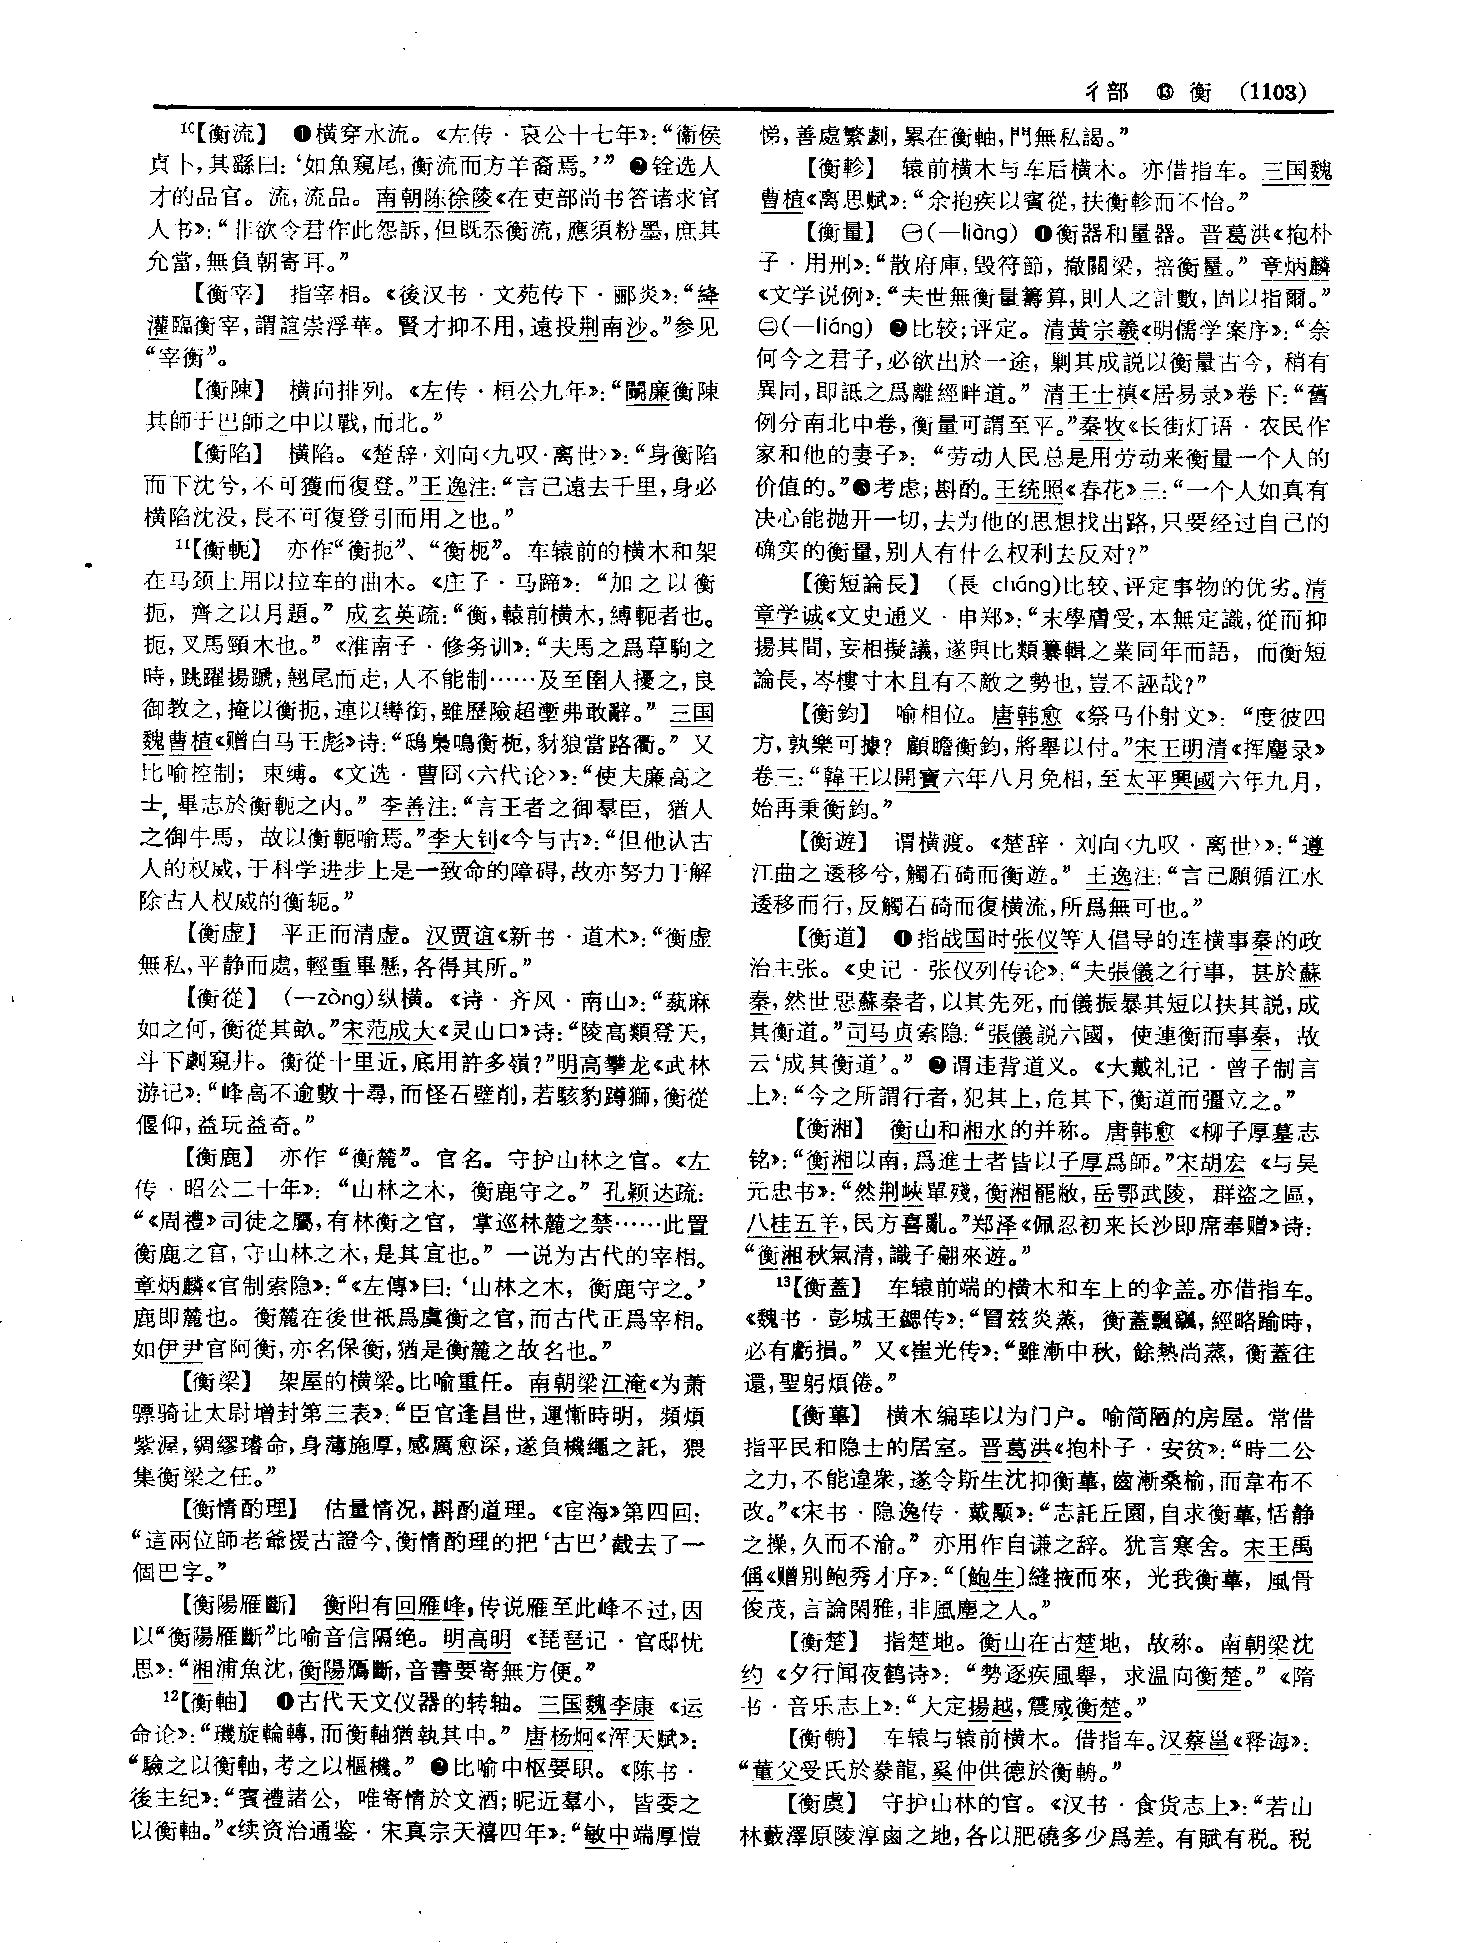 彳部 ⓭ 衡 (1103)
10【衡流】 ❶横穿水流。《左传·哀公十七年》:“衛侯
貞卜,其繇曰:‘如魚窺尾,衡流而方羊裔焉。’” ❷铨选人
才的品官。流,流品。南朝陈徐陵《在吏部尚书答诸求官
人书》:“非欲令君作此怨訴,但既忝衡流,應須粉墨,庶其
允當,無負朝寄耳。”
【衡宰】 指宰相。《後汉书·文苑传下·郦炎》:“絳
灌臨衡宰,謂誼崇浮華。賢才抑不用,遠投荆南沙。”参见
“宰衡”。
【衡陳】 横向排列。《左传·桓公九年》:“鬭廉衡陳
其師于巴師之中以戰,而北。”
【衡陷】 横陷。《楚辞·刘向〈九叹·离世〉》:“身衡陷
而下沈兮,不可獲而復登。”王逸注:“言己遠去千里,身必
横陷沈没,長不可復登引而用之也。”
11【衡軛】 亦作“衡扼”、“衡枙”。车辕前的横木和架
在马颈上用以拉车的曲木。《庄子·马蹄》:“加之以衡
扼,齊之以月題。” 成玄英疏:“衡,轅前横木,縛軛者也。
扼,叉馬頸木也。”《淮南子·修务训》:“夫馬之爲草駒之
時,跳躍揚蹏,翹尾而走,人不能制……及至圉人擾之,良
御教之,掩以衡扼,連以轡銜,雖歷險超壍弗敢辭。” 三国
魏曹植《赠白马王彪》诗:“鴟梟鳴衡枙,豺狼當路衢。” 又
比喻控制;束缚。《文选·曹冏〈六代论〉》:“使夫廉高之
士,畢志於衡軛之内。” 李善注:“言王者之御羣臣,猶人
之御牛馬,故以衡軛喻焉。”李大钊《今与古》:“但他认古
人的权威,于科学进步上是一致命的障碍,故亦努力于解
除古人权威的衡轭。”
【衡虚】 平正而清虚。汉贾谊《新书·道术》:“衡虚
無私,平静而處,輕重畢懸,各得其所。”
【衡從】 (—zòng)纵横。《诗·齐风·南山》:“蓺麻
如之何,衡從其畝。”宋范成大《灵山口》诗:“陵高類登天,
斗下劇窺井。衡從十里近,底用許多嶺?”明高攀龙《武林
游记》:“峰高不逾數十尋,而怪石壁削,若駭豹蹲獅,衡從
偃仰,益玩益奇。”
【衡鹿】 亦作“衡麓”。官名。守护山林之官。《左
传·昭公二十年》:“山林之木,衡鹿守之。” 孔颖达疏:
“《周禮》司徒之屬,有林衡之官,掌巡林麓之禁……此置
衡鹿之官,守山林之木,是其宜也。” 一说为古代的宰相。
章炳麟《官制索隐》:“《左傳》曰:‘山林之木,衡鹿守之。’
鹿即麓也。衡麓在後世衹爲虞衡之官,而古代正爲宰相。
如伊尹官阿衡,亦名保衡,猶是衡麓之故名也。”
【衡梁】 架屋的横梁。比喻重任。南朝梁江淹《为萧
骠骑让太尉增封第三表》:“臣官逢昌世,運慚時明,頻煩
紫渥,綢繆璿命,身薄施厚,感厲愈深,遂負機繩之託,猥
集衡梁之任。”
【衡情酌理】 估量情况,斟酌道理。《宦海》第四回:
“這兩位師老爺援古證今、衡情酌理的把‘古巴’截去了一
個巴字。”
【衡陽雁斷】 衡阳有回雁峰,传说雁至此峰不过,因
以“衡陽雁斷”比喻音信隔绝。明高明《琵琶记·官邸忧
思》:“湘浦魚沈,衡陽鴈斷,音書要寄無方便。”
12【衡軸】 ❶古代天文仪器的转轴。三国魏李康《运
命论》:“璣旋輪轉,而衡軸猶執其中。” 唐杨炯《浑天赋》:
“驗之以衡軸,考之以樞機。” ❷比喻中枢要职。《陈书·
後主纪》:“賓禮諸公,唯寄情於文酒;昵近羣小,皆委之
以衡軸。”《续资治通鉴·宋真宗天禧四年》:“敏中端厚愷
悌,善處繁劇,累在衡軸,門無私謁。”
【衡軫】 辕前横木与车后横木。亦借指车。三国魏
曹植《离思赋》:“余抱疾以賓從,扶衡軫而不怡。”
【衡量】 ㊀(—liàng) ❶衡器和量器。晋葛洪《抱朴
子·用刑》:“散府庫,毁符節,撤關梁,掊衡量。” 章炳麟
《文学说例》:“夫世無衡量籌算,則人之計數,固以指爾。”
㊁(—liáng) ❷比较;评定。清黄宗羲《明儒学案序》:“余
何今之君子,必欲出於一途,剿其成説以衡量古今,稍有
異同,即詆之爲離經畔道。” 清王士禛《居易录》卷下:“舊
例分南北中卷,衡量可謂至平。”秦牧《长街灯语·农民作
家和他的妻子》:“劳动人民总是用劳动来衡量一个人的
价值的。”❸考虑;斟酌。王统照《春花》三:“一个人如真有
决心能抛开一切,去为他的思想找出路,只要经过自己的
确实的衡量,别人有什么权利去反对?”
【衡短論長】 (長 cháng)比较、评定事物的优劣。清
章学诚《文史通义·申郑》:“末學膚受,本無定識,從而抑
揚其間,妄相擬議,遂與比類纂輯之業同年而語,而衡短
論長,岑樓寸木且有不敵之勢也,豈不誣哉?”
【衡鈞】 喻相位。唐韩愈《祭马仆射文》:“度彼四
方,孰樂可據?顧瞻衡鈞,將舉以付。”宋王明清《挥麈录》
卷三:“韓王以開寶六年八月免相,至太平興國六年九月,
始再秉衡鈞。”
【衡遊】 谓横渡。《楚辞·刘向〈九叹·离世〉》:“遵
江曲之逶移兮,觸石碕而衡遊。” 王逸注:“言己願循江水
逶移而行,反觸石碕而復横流,所爲無可也。”
【衡道】 ❶指战国时张仪等人倡导的连横事秦的政
治主张。《史记·张仪列传论》:“夫張儀之行事,甚於蘇
秦,然世惡蘇秦者,以其先死,而儀振暴其短以扶其説,成
其衡道。”司马贞索隐:“張儀説六國,使連衡而事秦,故
云‘成其衡道’。” ❷谓违背道义。《大戴礼记·曾子制言
上》:“今之所謂行者,犯其上,危其下,衡道而彊立之。”
【衡湘】 衡山和湘水的并称。唐韩愈《柳子厚墓志
铭》:“衡湘以南,爲進士者皆以子厚爲師。”宋胡宏《与吴
元忠书》:“然荆峽單殘,衡湘罷敝,岳鄂武陵,群盗之區,
八桂五羊,民方喜亂。”郑泽《佩忍初来长沙即席奉赠》诗:
“衡湘秋氣清,識子翩來遊。”
13【衡蓋】 车辕前端的横木和车上的伞盖。亦借指车。
《魏书·彭城王勰传》:“冒兹炎蒸,衡蓋飄颻,經略踰時,
必有虧損。” 又《崔光传》:“雖漸中秋,餘熱尚蒸,衡蓋往
還,聖躬煩倦。”
【衡蓽】 横木编荜以为门户。喻简陋的房屋。常借
指平民和隐士的居室。晋葛洪《抱朴子·安贫》:“時二公
之力,不能違衆,遂令斯生沈抑衡蓽,齒漸桑榆,而韋布不
改。”《宋书·隐逸传·戴颙》:“志託丘園,自求衡蓽,恬静
之操,久而不渝。” 亦用作自谦之辞。犹言寒舍。宋王禹
偁《赠别鲍秀才序》:“〔鮑生〕縫掖而來,光我衡蓽,風骨
俊茂,言論閑雅,非風塵之人。”
【衡楚】 指楚地。衡山在古楚地,故称。南朝梁沈
约《夕行闻夜鹤诗》:“勢逐疾風舉,求温向衡楚。”《隋
书·音乐志上》:“大定揚越,震威衡楚。”
【衡輈】 车辕与辕前横木。借指车。汉蔡邕《释诲》:
“董父受氏於豢龍,奚仲供德於衡輈。”
【衡虞】 守护山林的官。《汉书·食货志上》:“若山
林藪澤原陵淳鹵之地,各以肥磽多少爲差。有賦有税。税